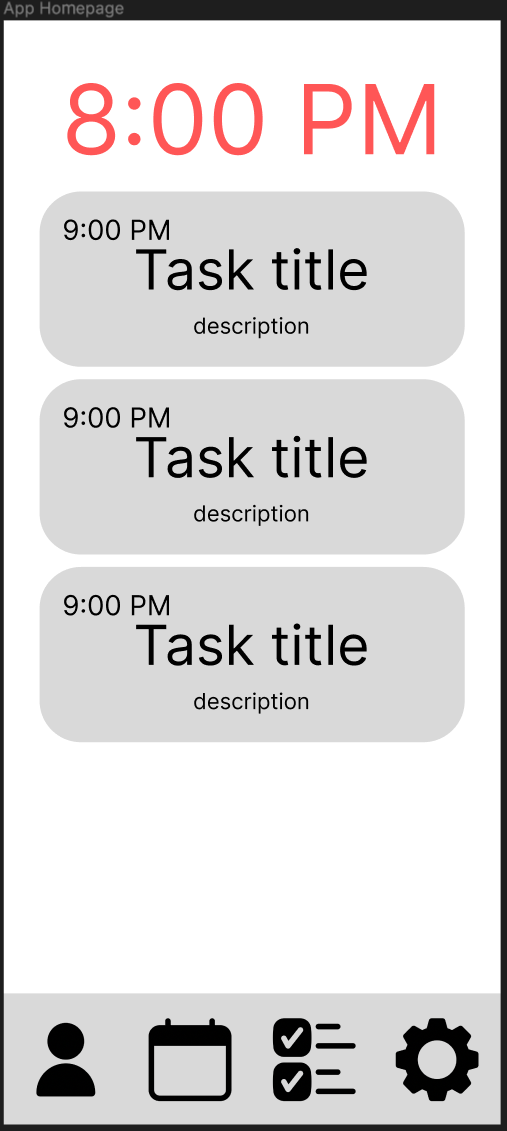 App Homepage
8:00 PM
9:00 PM
Task title
description
9:00 PM
Task title
description
9:00 PM
Task title
description